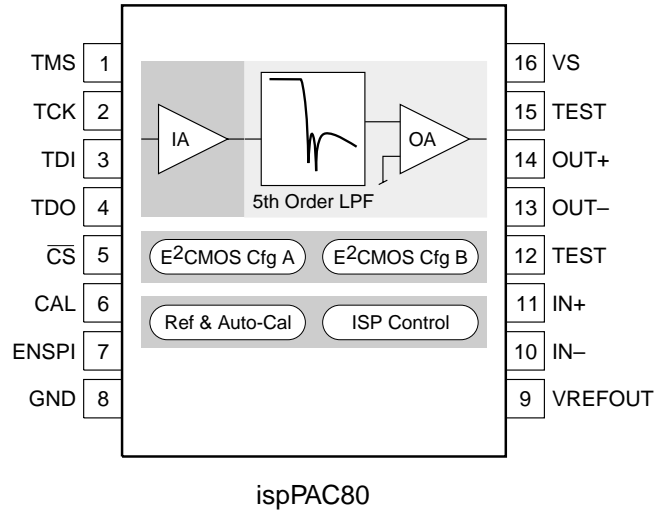 TMS 1
TCK 2
TDI 3
TDO 4
CS 5
CAL 6
ENSPI 7
GND 8
IA
5th Order LPF
OA
E2CMOS Cfg A
E2CMOS Cfg B
Ref & Auto-Cal
ISP Control
16 VS
15 TEST
14 OUT+
13 OUT–
12 TEST
11 IN+
10 IN–
9 VREFOUT
ispPAC80